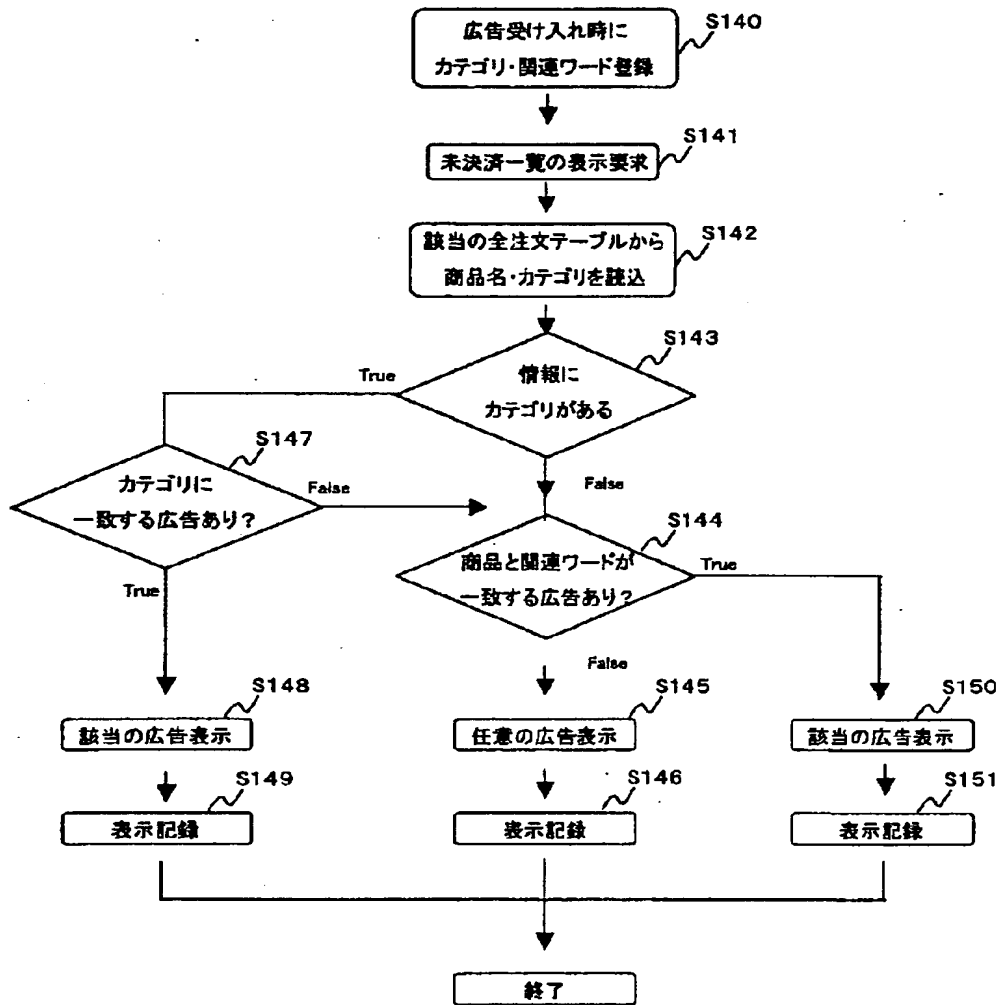 S140
広告受け入れ時に
カテゴリ・関連ワード登録
S141
未決済一覧の表示要求
S142
該当の全注文テーブルから
商品名・カテゴリを読込
S143
情報に
カテゴリがある
True
False
S147
カテゴリに
一致する広告あり?
False
True
S144
商品と関連ワードが
一致する広告あり?
True
False
S148
該当の広告表示
S145
任意の広告表示
S150
該当の広告表示
S149
表示記録
S146
表示記録
S151
表示記録
終了